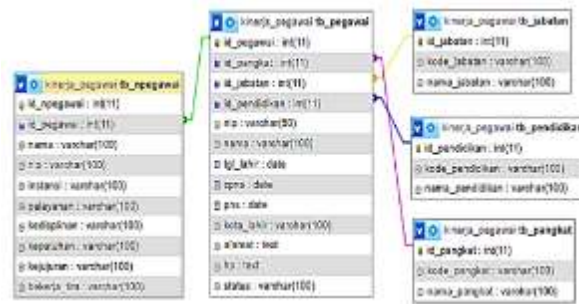 kinerja_pegawai tb_npegawai
id_npegawai : int(11)
id_pegawai : int(11)
nama : varchar(100)
nip : varchar(100)
instansi : varchar(100)
pelayanan : varchar(100)
kedisplinan : varchar(100)
kepatuhan : varchar(100)
kejujuran : varchar(100)
bekerja_tim : varchar(100)
kinerja_pegawai tb_pegawai
id_pegawai : int(11)
id_pangkat : int(11)
id_jabatan : int(11)
id_pendidikan : int(11)
nip : varchar(50)
nama : varchar(100)
tgl_lahir : date
cpns : date
pns : date
kota_lahir : varchar(100)
alamat : text
hp : text
status : varchar(100)
kinerja_pegawai tb_jabatan
id_jabatan : int(11)
kode_jabatan : varchar(100)
nama_jabatan : varchar(100)
kinerja_pegawai tb_pendidika
id_pendidikan : int(11)
kode_pendidikan : varchar(100)
nama_pendidikan : varchar(100)
kinerja_pegawai tb_pangkat
id_pangkat : int(11)
kode_pangkat : varchar(100)
nama_pangkat : varchar(100)